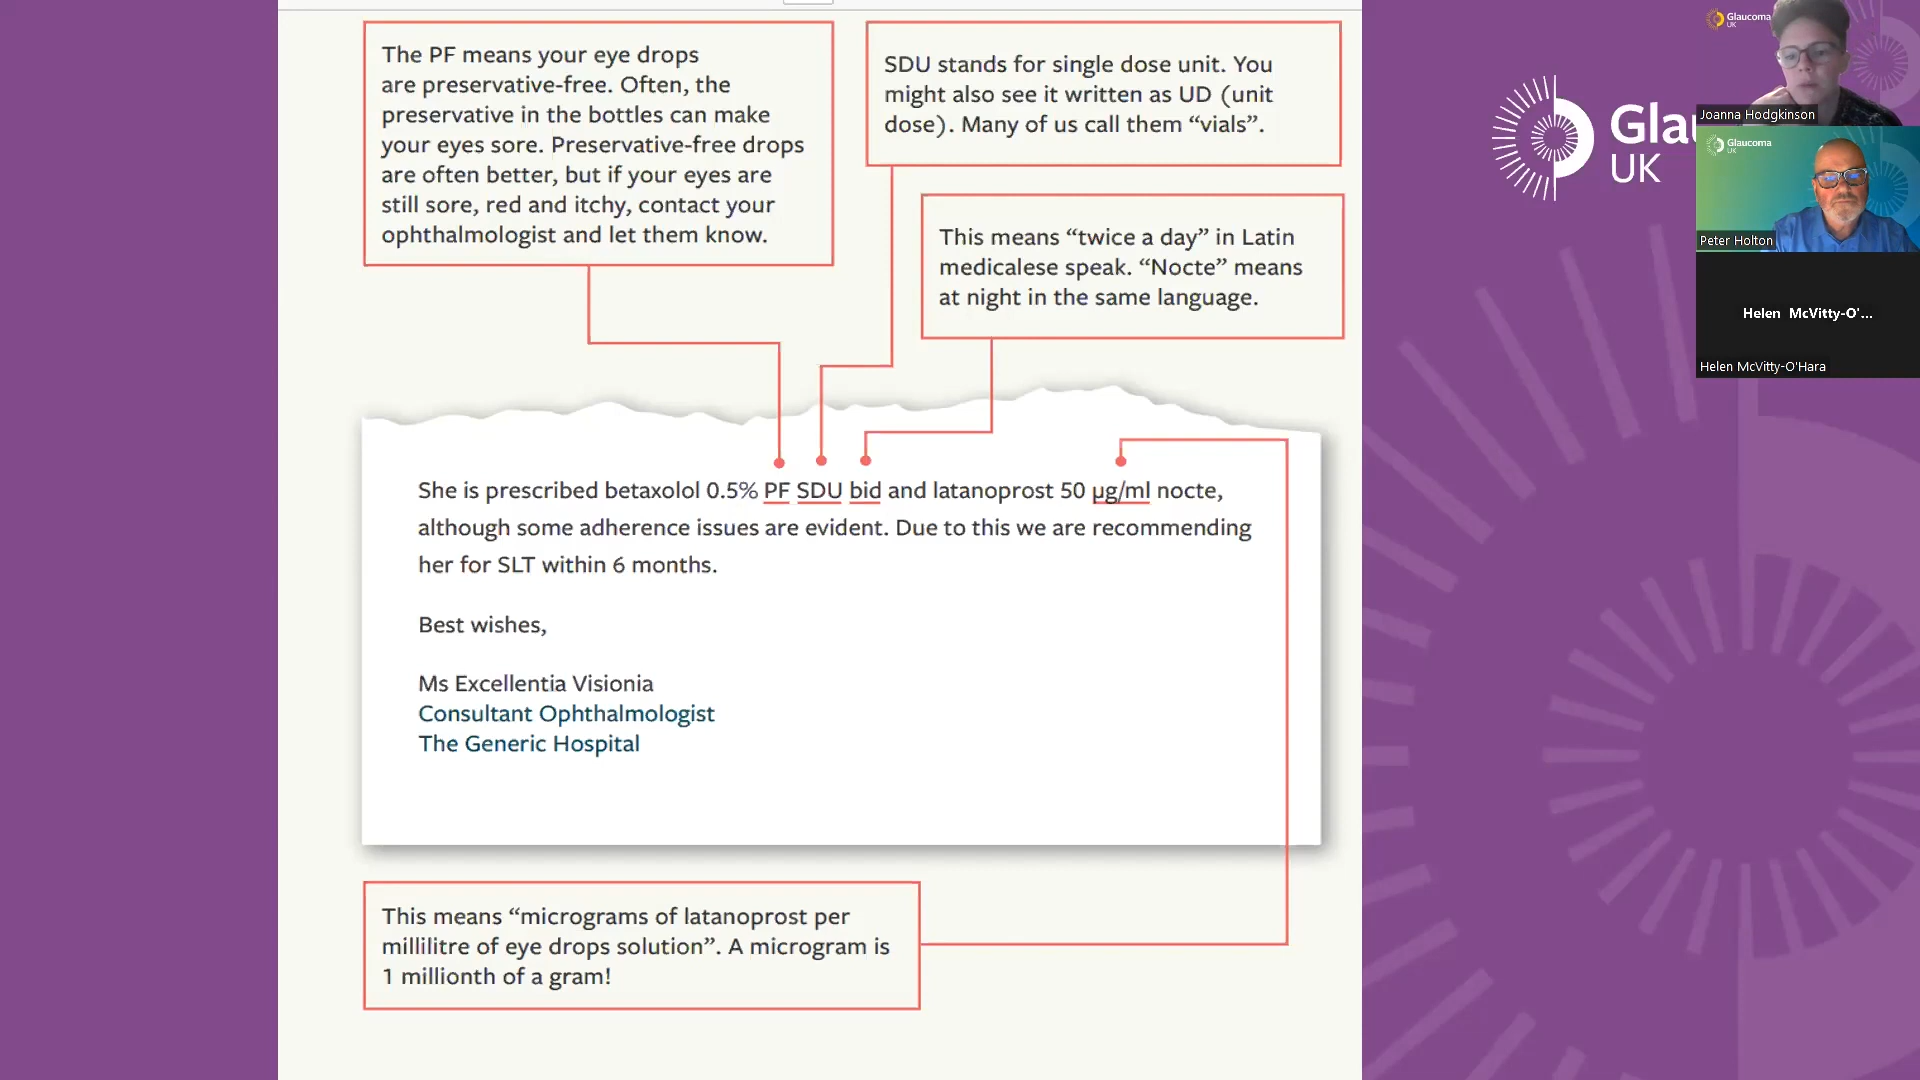 The PF means your eye drops
are preservative-free. Often, the
preservative in the bottles can make
your eyes sore. Preservative-free drops
are often better, but if your eyes are
still sore, red and itchy, contact your
ophthalmologist and let them know.
SDU stands for single dose unit. You
might also see it written as UD (unit
dose). Many of us call them “vials”.
This means “twice a day” in Latin
medicalese speak. “Nocte” means
at night in the same language.
She is prescribed betaxolol 0.5% PF SDU bid and latanoprost 50 µg/ml nocte,
although some adherence issues are evident. Due to this we are recommending
her for SLT within 6 months.
Best wishes,
Ms Excellentia Visionia
Consultant Ophthalmologist
The Generic Hospital
This means “micrograms of latanoprost per
millilitre of eye drops solution”. A microgram is
1 millionth of a gram!
Gla
UK
Glaucoma
UK
Joanna Hodgkinson
Glaucoma
UK
Peter Holton
Helen McVitty-O'...
Helen McVitty-O'Hara